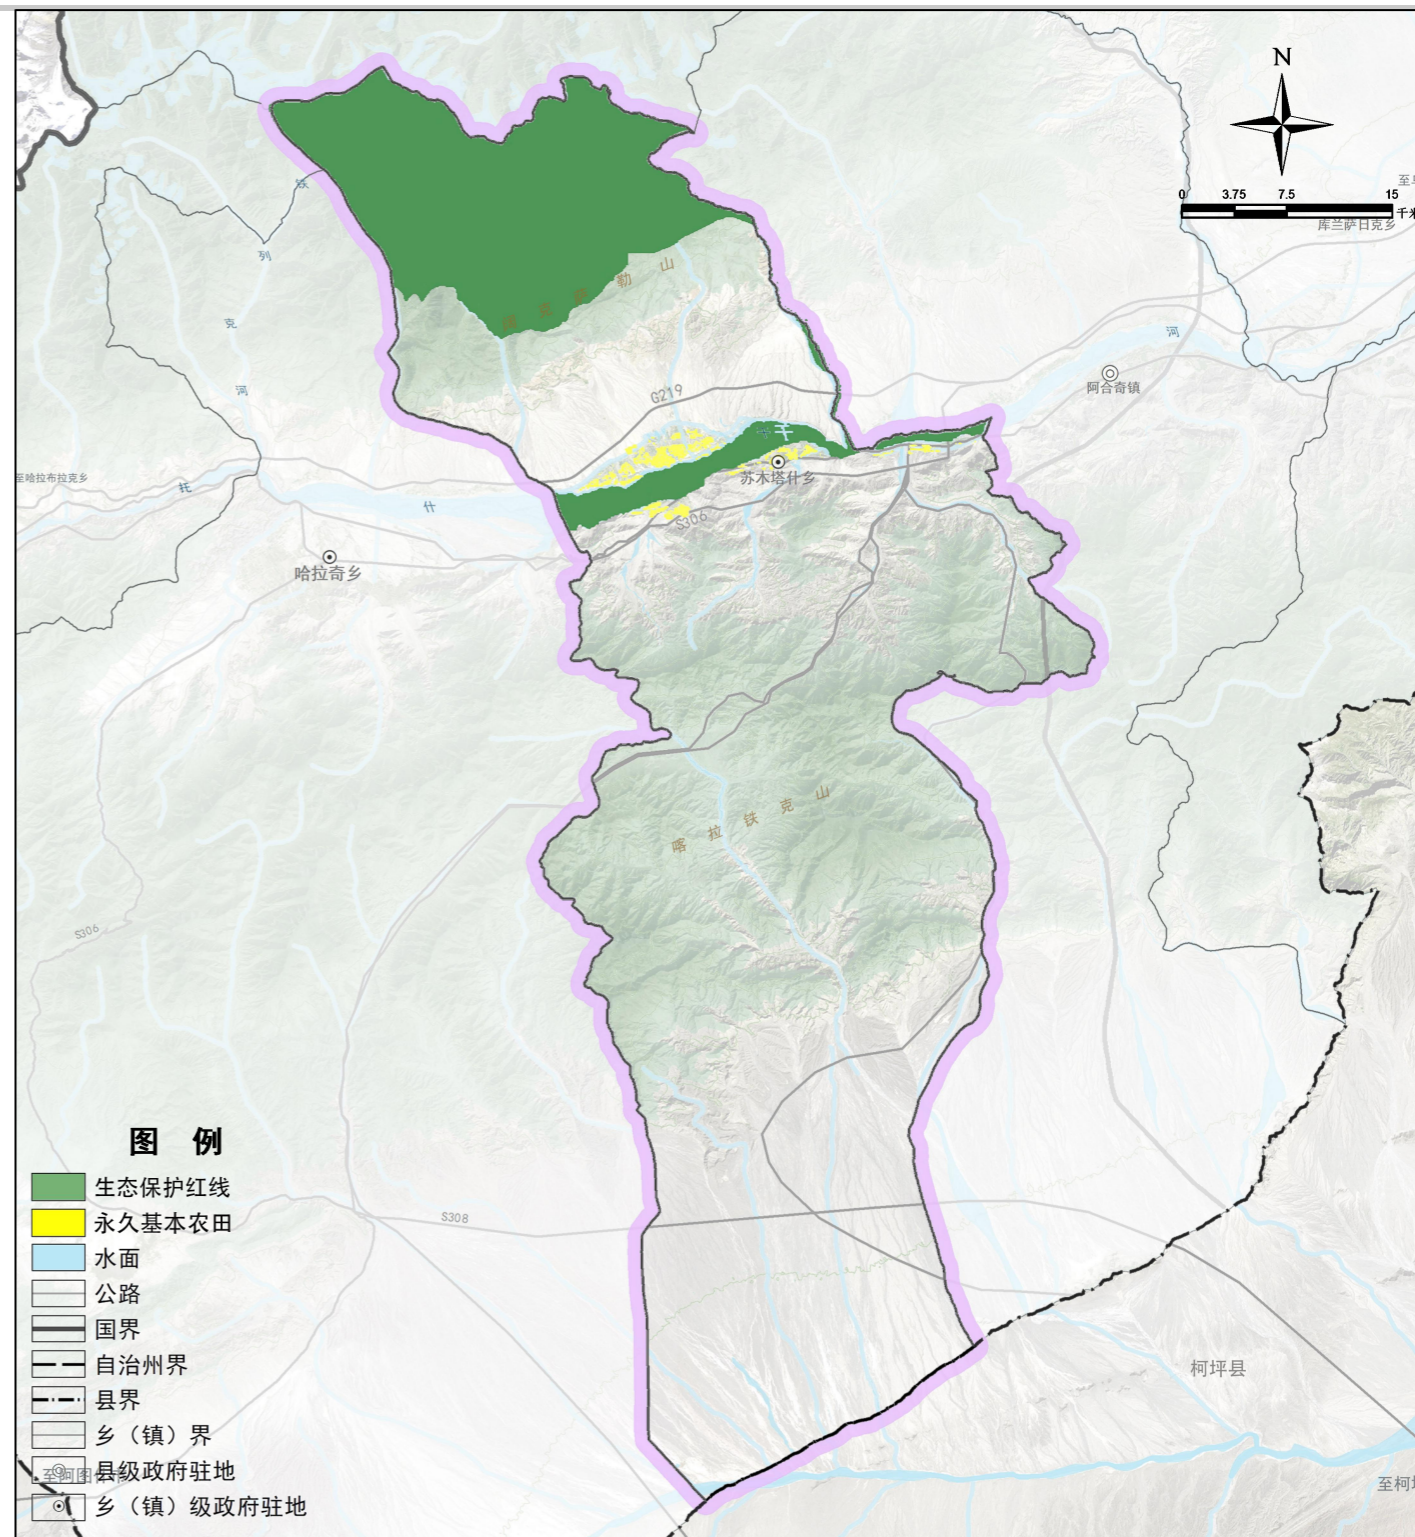 N
0 3.75 7.5 15
千米
库兰萨日克乡
铁
列
克
河
勒 山
G219
河
阿合奇镇
千
苏木塔什乡
至哈拉布拉克乡
托
什
S306
哈拉奇乡
喀 拉 铁 克 山
S306
S308
柯坪县
图 例
生态保护红线
永久基本农田
水面
公路
国界
自治州界
县界
乡（镇）界
县级政府驻地
乡（镇）级政府驻地